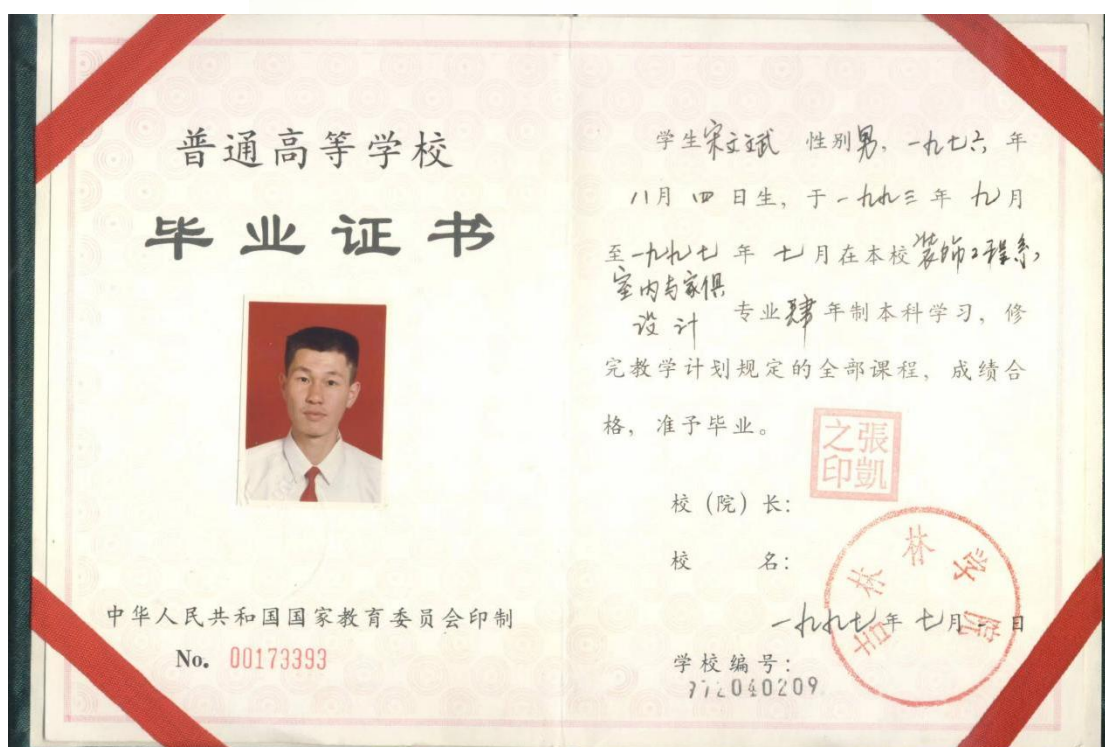 普通高等学校
毕业证书
中华人民共和国国家教育委员会印制
No. 00173393
学生宋文斌 性别男，一九七六年
八月四日生，于一九九三年九月
至一九九七年七月在本校装饰工程系，
室内与家俱
设计 专业肆年制本科学习，修
完教学计划规定的全部课程，成绩合
格，准予毕业。
張凱之印
校（院）长：
校 名：
吉林林学院
一九九七年七月一日
学校编号：
040209